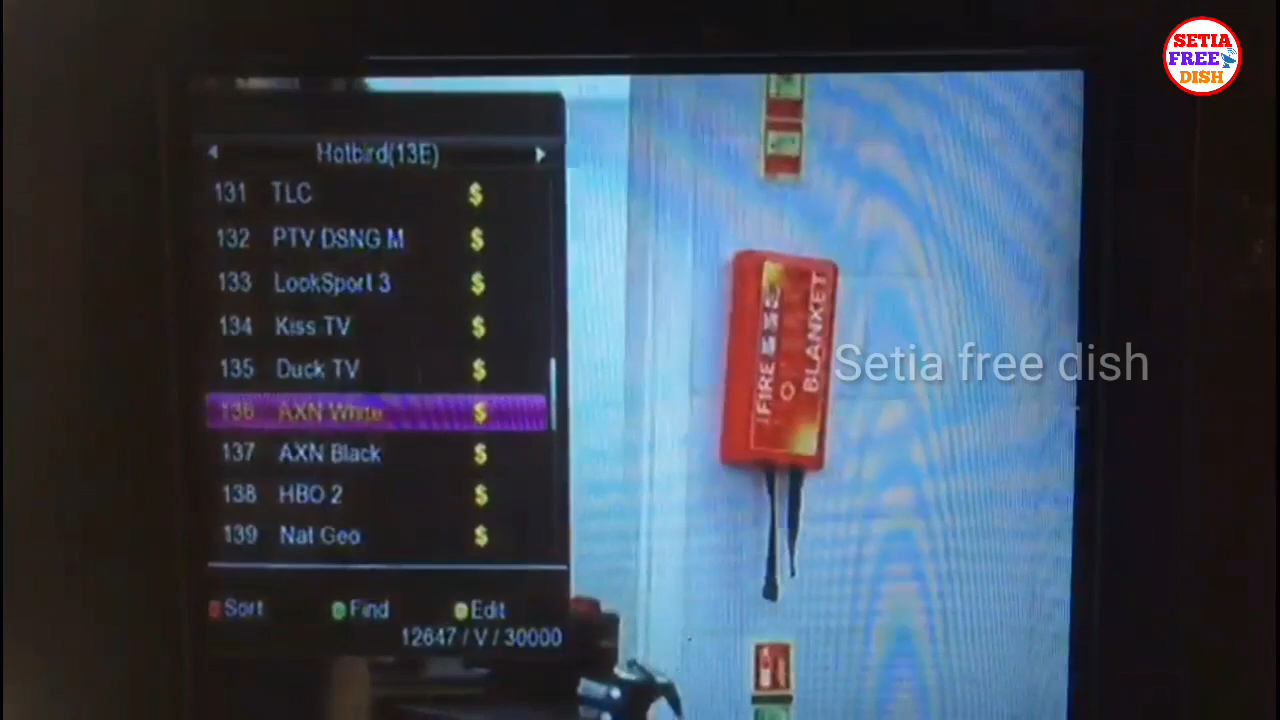 SETIA
FREE
DISH
Hotbird(13E)
131 TLC $
132 PTV DSNG M $
133 LookSport 3 $
134 Kiss TV $
135 Duck TV $
136 AXN White $
137 AXN Black $
138 HBO 2 $
139 Nat Geo $
Sort Find Edit
12647 / V / 30000
FIRE
BLANKET
Setia free dish